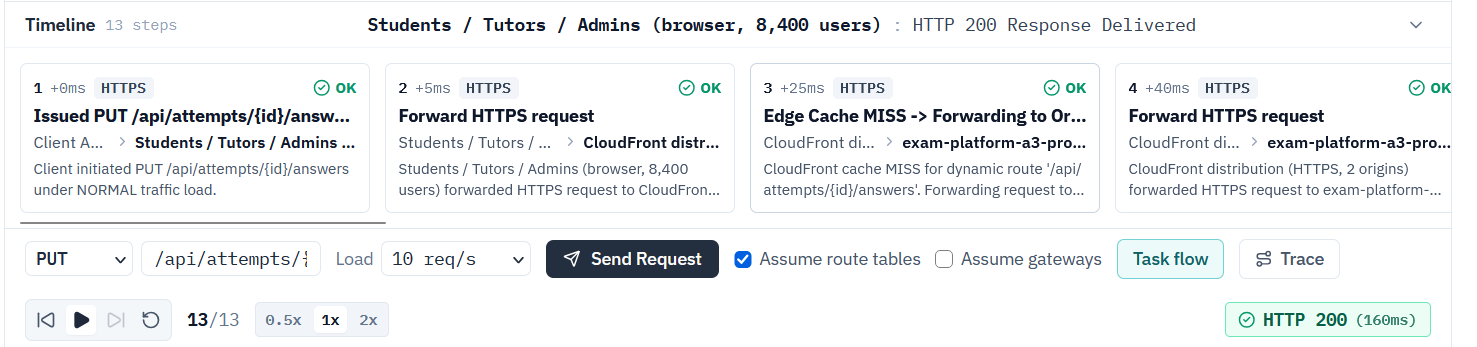 Timeline 13 steps Students / Tutors / Admins (browser, 8,400 users) : HTTP 200 Response Delivered
1 +0ms HTTPS OK
Issued PUT /api/attempts/{id}/answ...
Client A... > Students / Tutors / Admins ...
Client initiated PUT /api/attempts/{id}/answers
under NORMAL traffic load.
2 +5ms HTTPS OK
Forward HTTPS request
Students / Tutors / ... > CloudFront distr...
Students / Tutors / Admins (browser, 8,400
users) forwarded HTTPS request to CloudFron...
3 +25ms HTTPS OK
Edge Cache MISS -> Forwarding to Or...
CloudFront di... > exam-platform-a3-pro...
CloudFront cache MISS for dynamic route '/api/
attempts/{id}/answers'. Forwarding request to...
4 +40ms HTTPS OK
Forward HTTPS request
CloudFront di... > exam-platform-a3-pro...
CloudFront distribution (HTTPS, 2 origins)
forwarded HTTPS request to exam-platform-...
PUT /api/attempts/{ Load 10 req/s Send Request Assume route tables Assume gateways Task flow Trace
13/13 0.5x 1x 2x HTTP 200 (160ms)